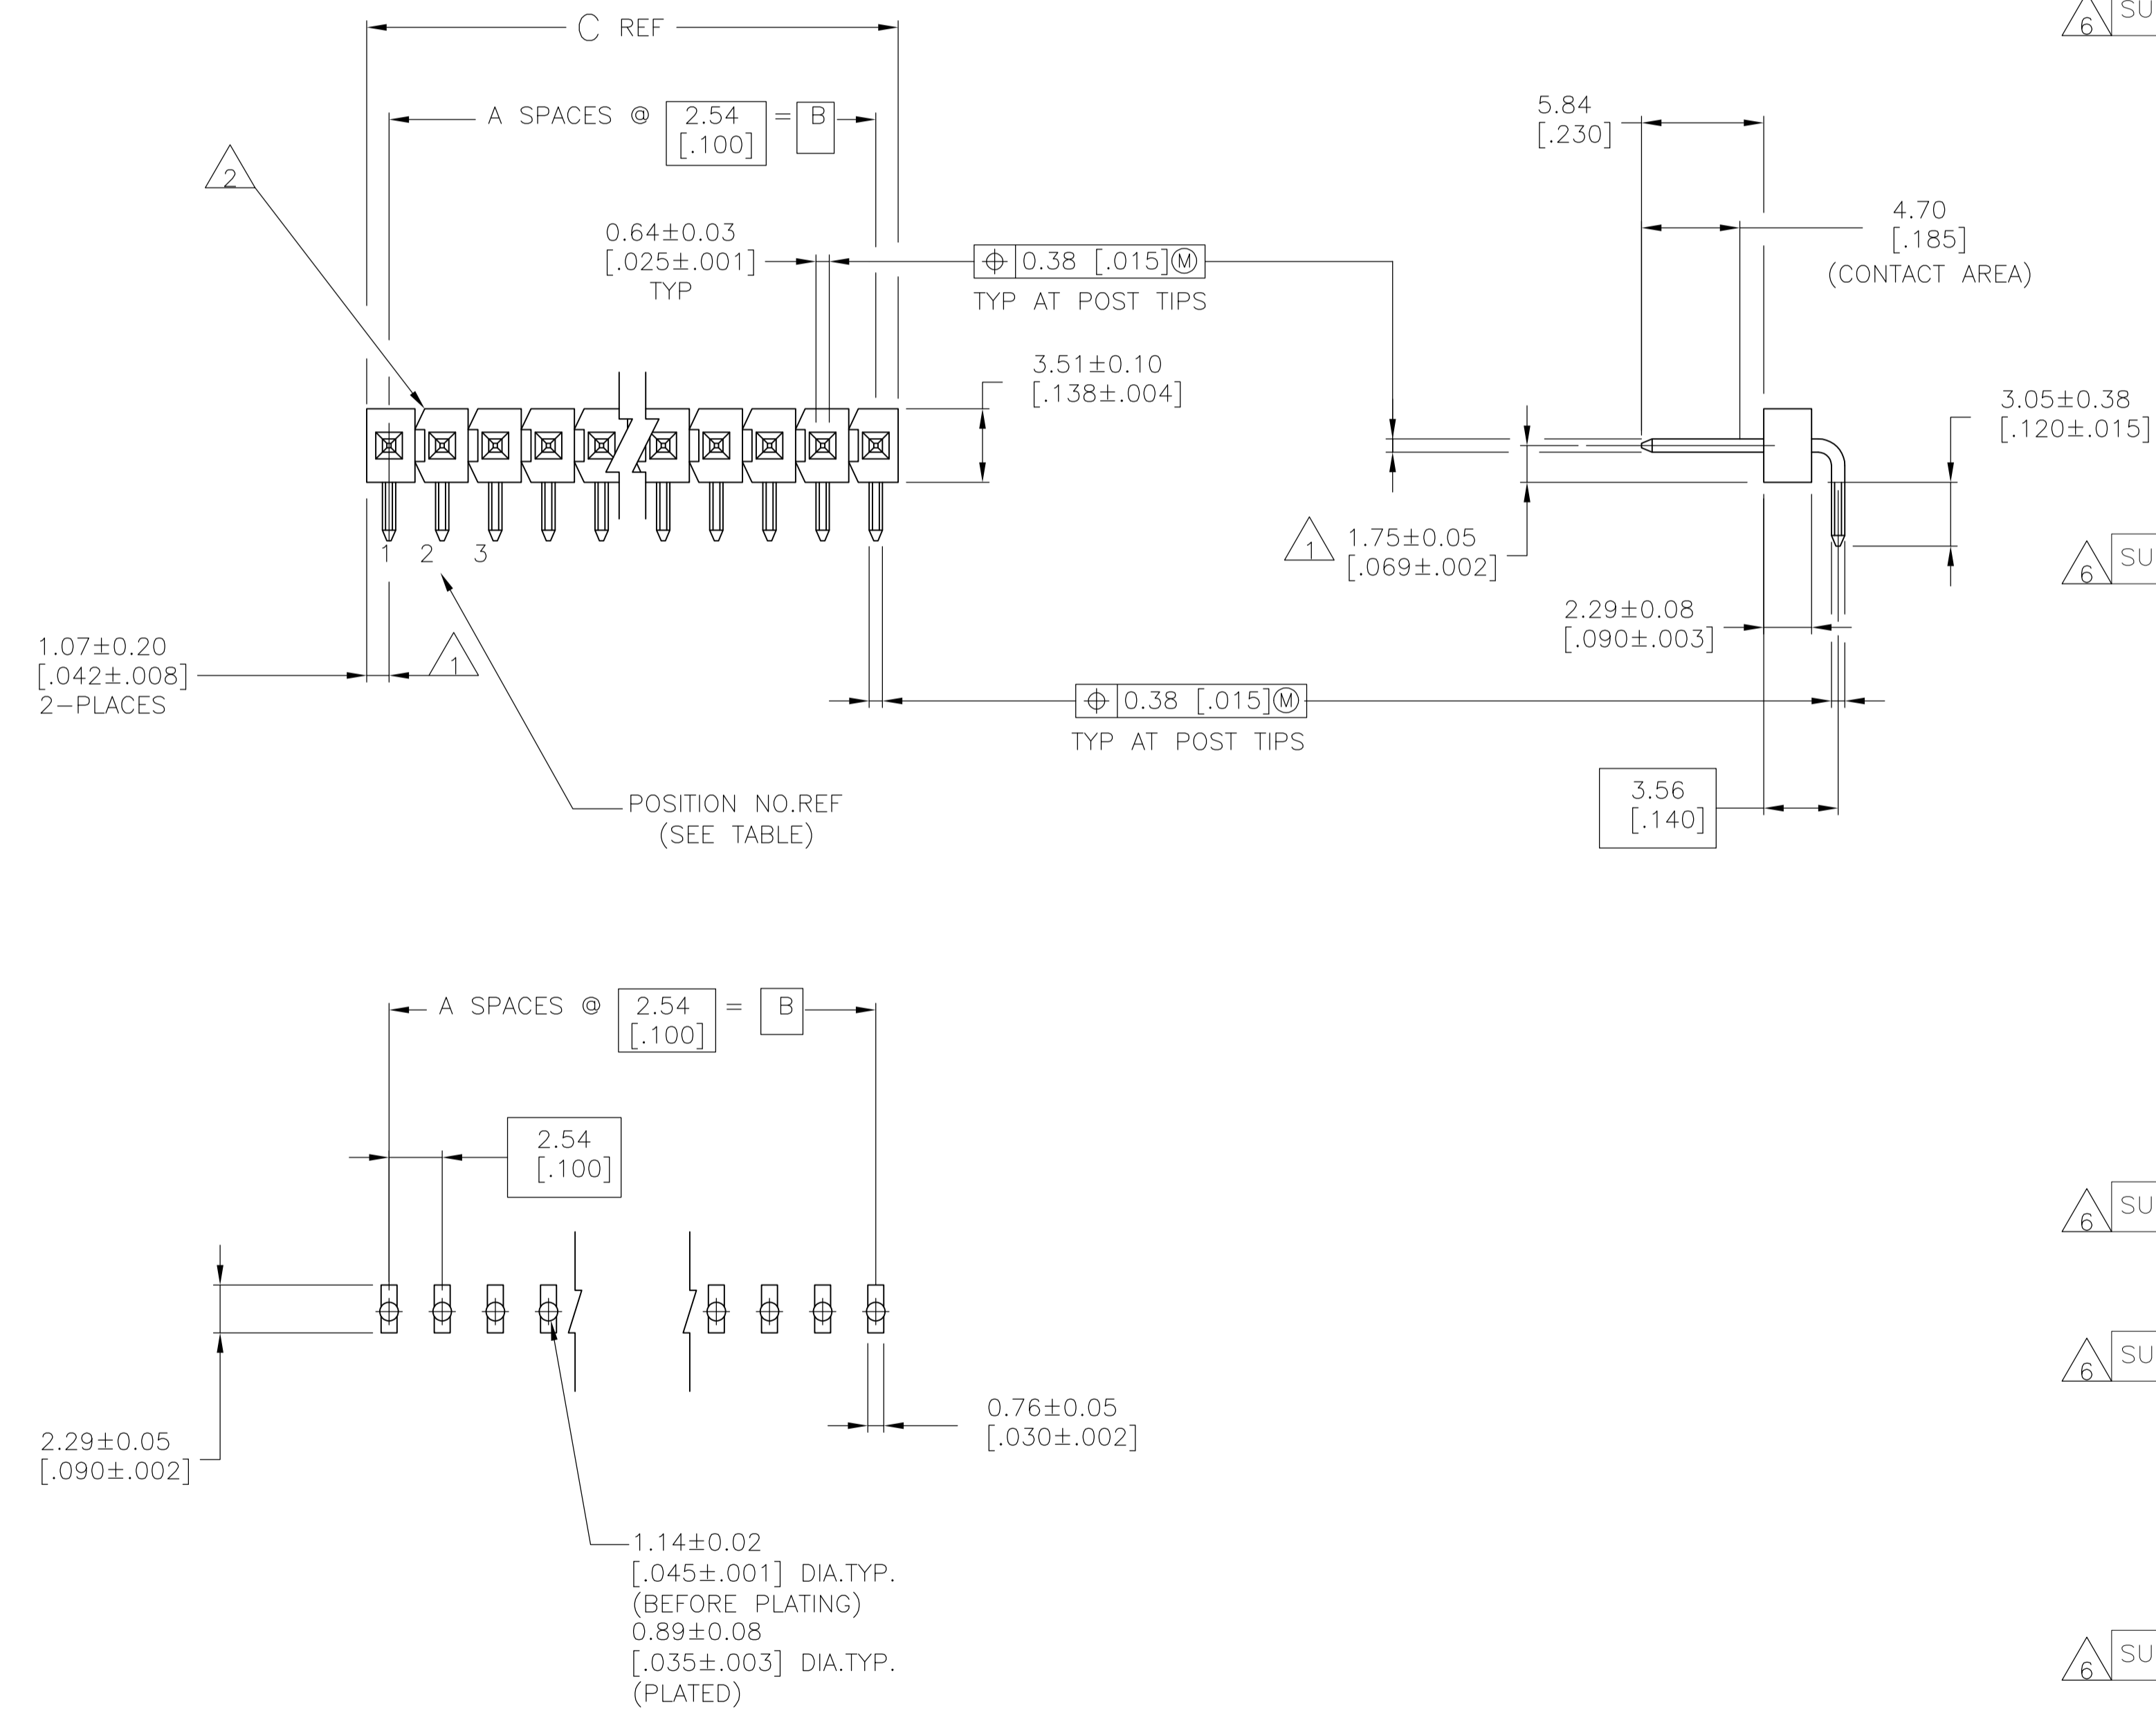 C REF
A SPACES @ 2.54 = B
[.100]
2
0.64±0.03
[.025±.001]
TYP
0.38 [.015] Ⓜ
TYP AT POST TIPS
3.51±0.10
[.138±.004]
5.84
[.230]
4.70
[.185]
(CONTACT AREA)
3.05±0.38
[.120±.015]
6 SU
1 2 3
1
1.75±0.05
[.069±.002]
6 SU
2.29±0.08
[.090±.003]
1.07±0.20
[.042±.008]
2-PLACES
1
0.38 [.015] Ⓜ
TYP AT POST TIPS
3.56
[.140]
POSITION NO.REF
(SEE TABLE)
A SPACES @ 2.54 = B
[.100]
2.54
[.100]
6 SU
6 SU
0.76±0.05
[.030±.002]
2.29±0.05
[.090±.002]
1.14±0.02
[.045±.001] DIA.TYP.
(BEFORE PLATING)
0.89±0.08
[.035±.003] DIA.TYP.
(PLATED)
6 SU